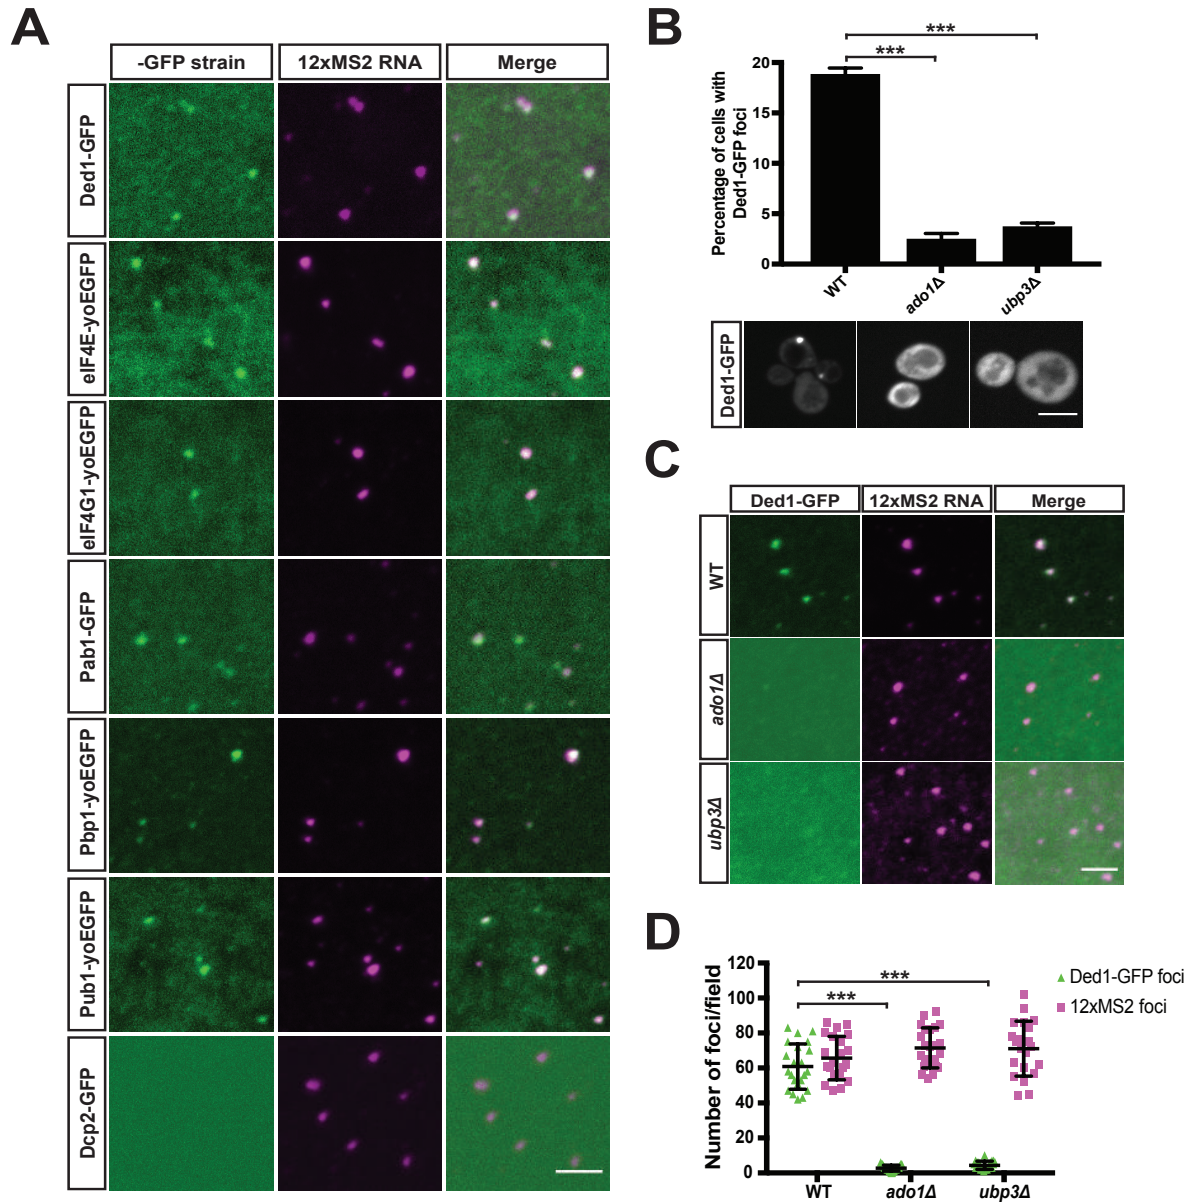 A
-GFP strain
12xMS2 RNA
Merge
Ded1-GFP
eIF4E-yoEGFP
eIF4G1-yoEGFP
Pab1-GFP
Pbp1-yoEGFP
Pub1-yoEGFP
Dcp2-GFP
B
***
***
Percentage of cells with
Ded1-GFP foci
20
15
10
5
0
WT
ado1Δ
ubp3Δ
Ded1-GFP
C
Ded1-GFP
12xMS2 RNA
Merge
WT
ado1Δ
ubp3Δ
D
Number of foci/field
120
100
80
60
40
20
0
***
***
Ded1-GFP foci
12xMS2 foci
WT
ado1Δ
ubp3Δ